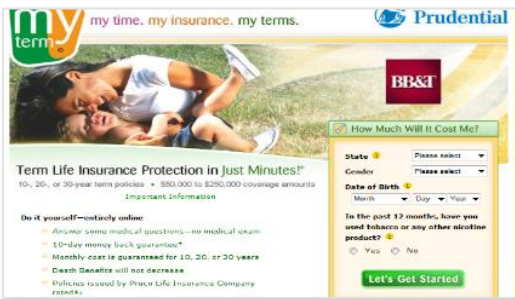 my
term
my time. my insurance. my terms.
Prudential
BB&T
How Much Will It Cost Me?
State
Please select
Gender
Please select
Date of Birth
Month Day Year
In the past 12 months, have you
used tobacco or any other nicotine
product?
Yes No
Let's Get Started
Term Life Insurance Protection in Just Minutes!*
10-, 20-, or 30-year term policies • $50,000 to $250,000 coverage amounts
Important Information
Do it yourself—entirely online
Answer some medical questions—no medical exam
10-day money back guarantee†
Monthly cost is guaranteed for 10, 20, or 30 years
Death Benefits will not decrease
Policies issued by Pruco Life Insurance Company
rated